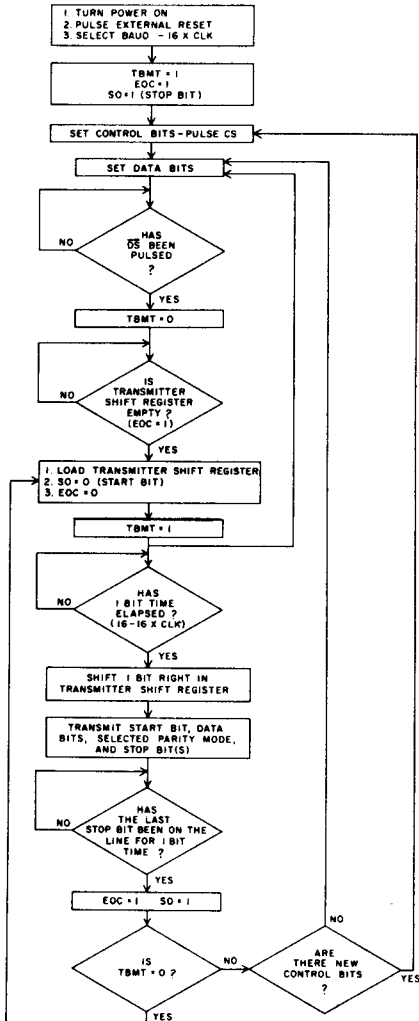 1. TURN POWER ON
2. PULSE EXTERNAL RESET
3. SELECT BAUD - 16 X CLK
TBMT = 1
EOC = 1
SO=1 (STOP BIT)
SET CONTROL BITS-PULSE CS
SET DATA BITS
HAS
DS BEEN
PULSED
?
NO
YES
TBMT = 0
IS
TRANSMITTER
SHIFT REGISTER
EMPTY ?
(EOC = 1)
NO
YES
1. LOAD TRANSMITTER SHIFT REGISTER
2. SO=0 (START BIT)
3. EOC=0
TBMT = 1
HAS
1 BIT TIME
ELAPSED ?
(16-16 X CLK)
NO
YES
SHIFT 1 BIT RIGHT IN
TRANSMITTER SHIFT REGISTER
TRANSMIT START BIT, DATA
BITS, SELECTED PARITY MODE,
AND STOP BIT(S)
HAS
THE LAST
STOP BIT BEEN ON THE
LINE FOR 1 BIT
TIME ?
NO
YES
EOC = 1 SO = 1
IS
TBMT = 0 ?
NO
YES
ARE
THERE NEW
CONTROL BITS
?
NO
YES